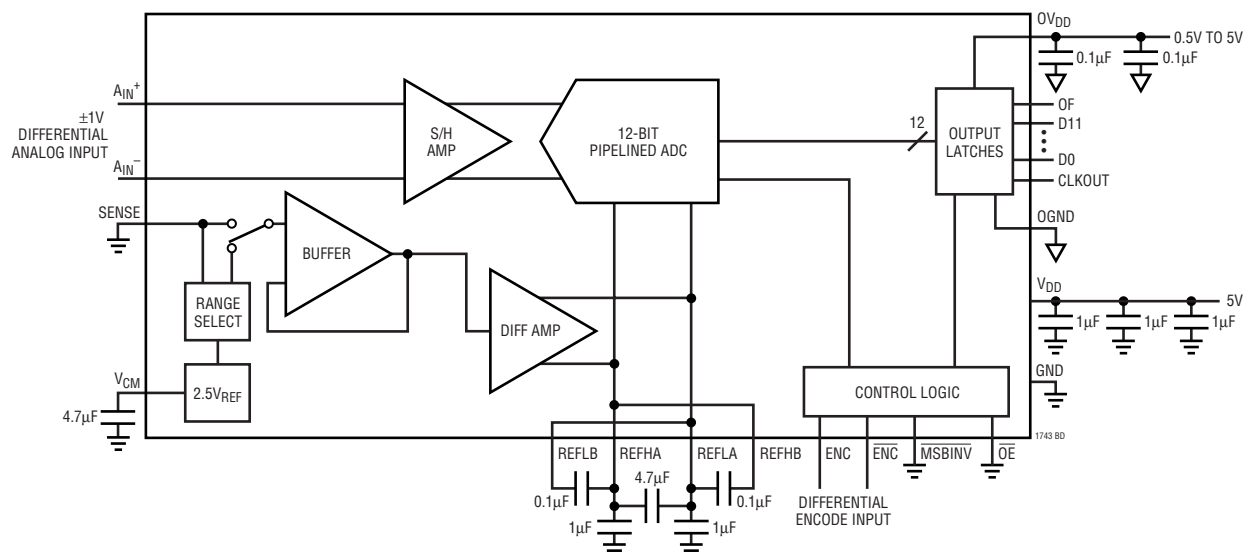 OVDD
0.5V TO 5V
0.1µF
0.1µF
AIN+
±1V
DIFFERENTIAL
ANALOG INPUT
AIN–
S/H
AMP
12-BIT
PIPELINED ADC
12
OUTPUT
LATCHES
OF
D11
D0
CLKOUT
OGND
SENSE
BUFFER
RANGE
SELECT
DIFF AMP
VDD
5V
1µF
1µF
1µF
GND
VCM
2.5VREF
4.7µF
CONTROL LOGIC
1743 BD
REFLB
REFHA
REFLA
REFHB
ENC
E̅N̅C̅
M̅S̅B̅I̅N̅V̅
O̅E̅
4.7µF
0.1µF
0.1µF
1µF
1µF
DIFFERENTIAL
ENCODE INPUT